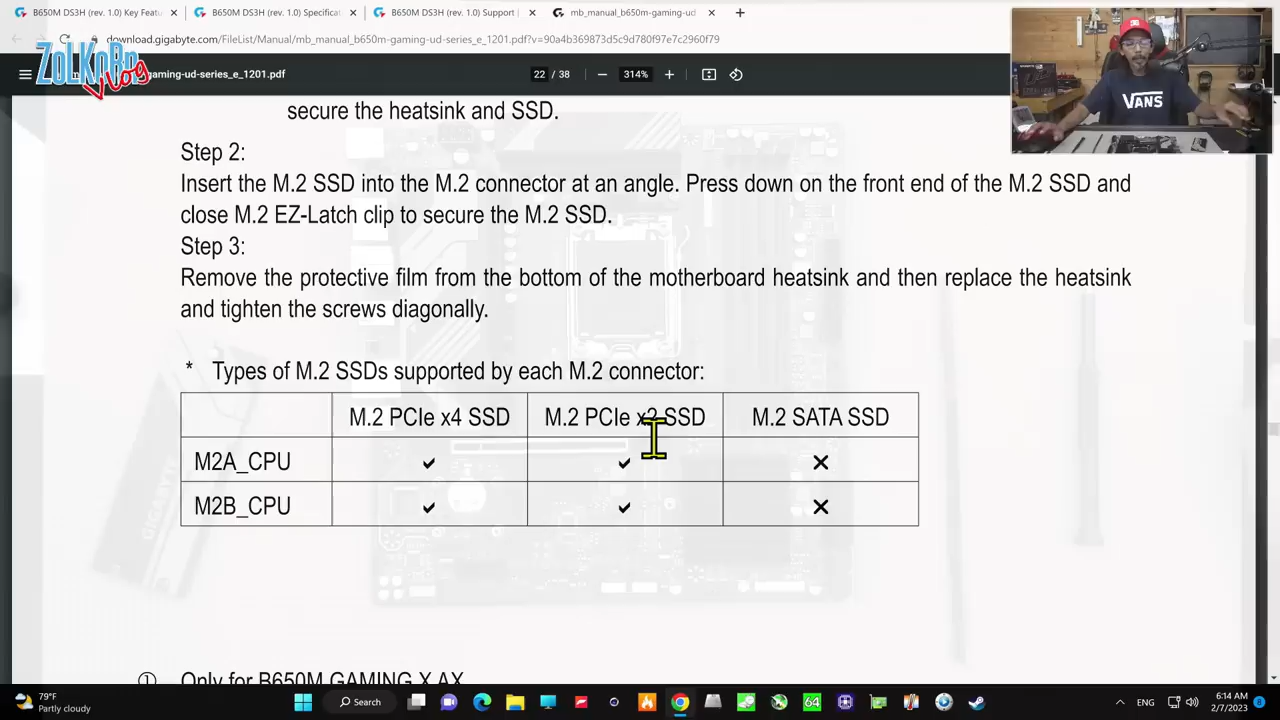 B650M DS3H (rev. 1.0) Key Featu
B650M DS3H (rev. 1.0) Specificat
B650M DS3H (rev. 1.0) Support |
mb_manual_b650m-gaming-ud
download.gigabyte.com/FileList/Manual/mb_manual_b650m-gaming-ud-series_e_1201.pdf?v=90a4b369873d5c9d780f97e7c2960f79
ZoLKoRn
Vlog
gaming-ud-series_e_1201.pdf
22 / 38
314%
VANS
secure the heatsink and SSD.
Step 2:
Insert the M.2 SSD into the M.2 connector at an angle. Press down on the front end of the M.2 SSD and
close M.2 EZ-Latch clip to secure the M.2 SSD.
Step 3:
Remove the protective film from the bottom of the motherboard heatsink and then replace the heatsink
and tighten the screws diagonally.
* Types of M.2 SSDs supported by each M.2 connector:
M.2 PCIe x4 SSD M.2 PCIe x2 SSD M.2 SATA SSD
M2A_CPU ✔ ✔ ✕
M2B_CPU ✔ ✔ ✕
① Only for B650M GAMING X AX
79°F
Partly cloudy
Search
64
ENG
6:14 AM
2/7/2023